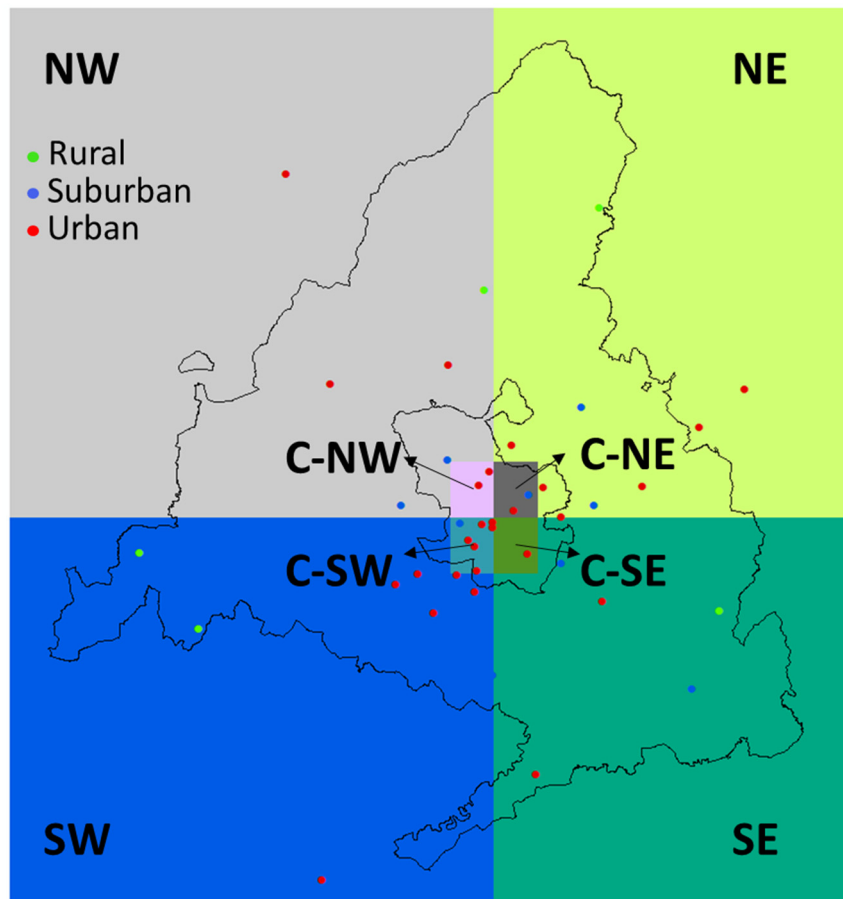 NW
NE
Rural
Suburban
Urban
C-NW
C-NE
C-SW
C-SE
SW
SE